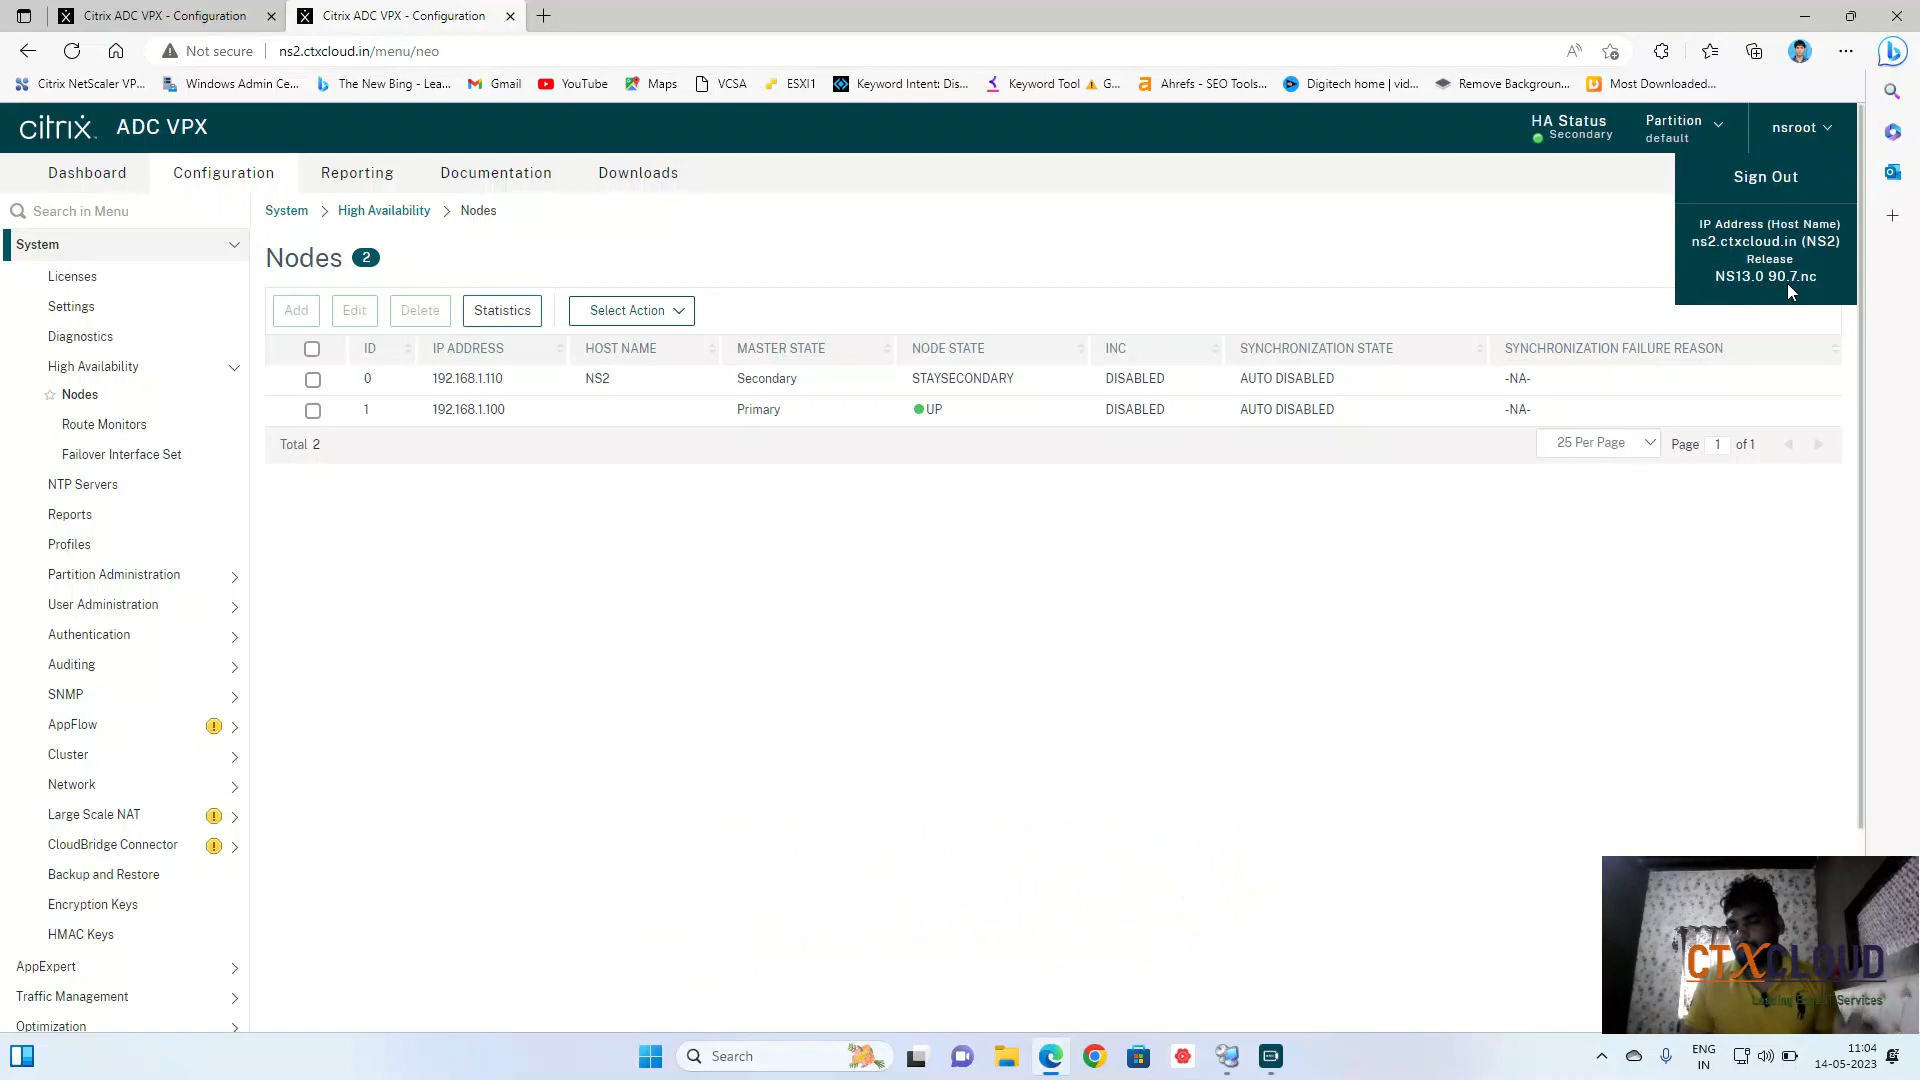 Citrix ADC VPX - Configuration
Citrix ADC VPX - Configuration
Not secure
ns2.ctxcloud.in/menu/neo
Citrix NetScaler VP...
Windows Admin Ce...
The New Bing - Lea...
Gmail
YouTube
Maps
VCSA
ESXI1
Keyword Intent: Dis...
Keyword Tool ⚠ G...
Ahrefs - SEO Tools...
Digitech home | vid...
Remove Backgroun...
Most Downloaded...
citrix. ADC VPX
HA Status
Secondary
Partition
default
nsroot
Dashboard
Configuration
Reporting
Documentation
Downloads
Sign Out
IP Address (Host Name)
ns2.ctxcloud.in (NS2)
Release
NS13.0 90.7.nc
Search in Menu
System
Licenses
Settings
Diagnostics
High Availability
Nodes
Route Monitors
Failover Interface Set
NTP Servers
Reports
Profiles
Partition Administration
User Administration
Authentication
Auditing
SNMP
AppFlow
Cluster
Network
Large Scale NAT
CloudBridge Connector
Backup and Restore
Encryption Keys
HMAC Keys
AppExpert
Traffic Management
Optimization
System > High Availability > Nodes
Nodes 2
Add Edit Delete Statistics Select Action
ID IP ADDRESS HOST NAME MASTER STATE NODE STATE INC SYNCHRONIZATION STATE SYNCHRONIZATION FAILURE REASON
0 192.168.1.110 NS2 Secondary STAYSECONDARY DISABLED AUTO DISABLED -NA-
1 192.168.1.100 Primary UP DISABLED AUTO DISABLED -NA-
Total 2
25 Per Page Page 1 of 1
CTXCLOUD
Search
ENG
IN
11:04
14-05-2023